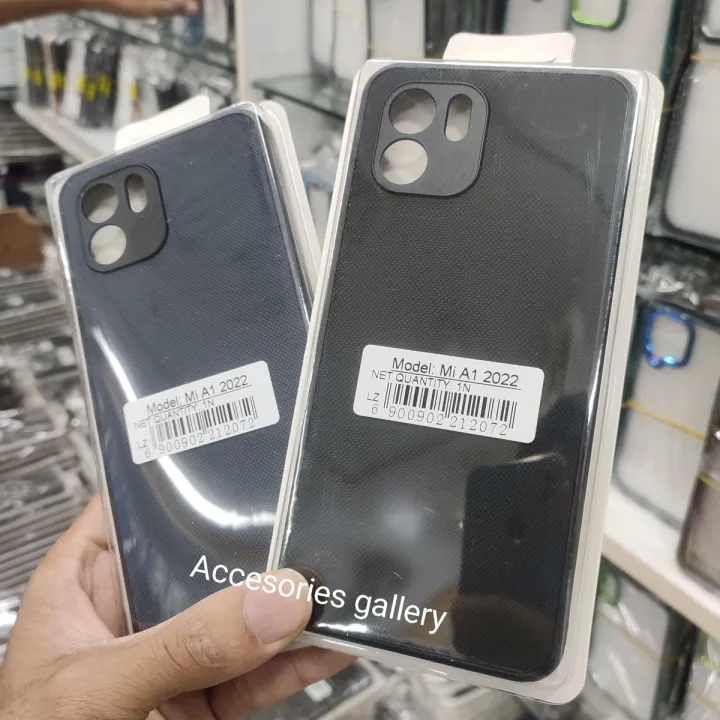 Model: Mi A1 2022
NET QUANTITY: 1N
LZ
6 900902 212072
Model: Mi A1 2022
NET QUANTITY: 1N
LZ
6 900902 212072
Accesories gallery